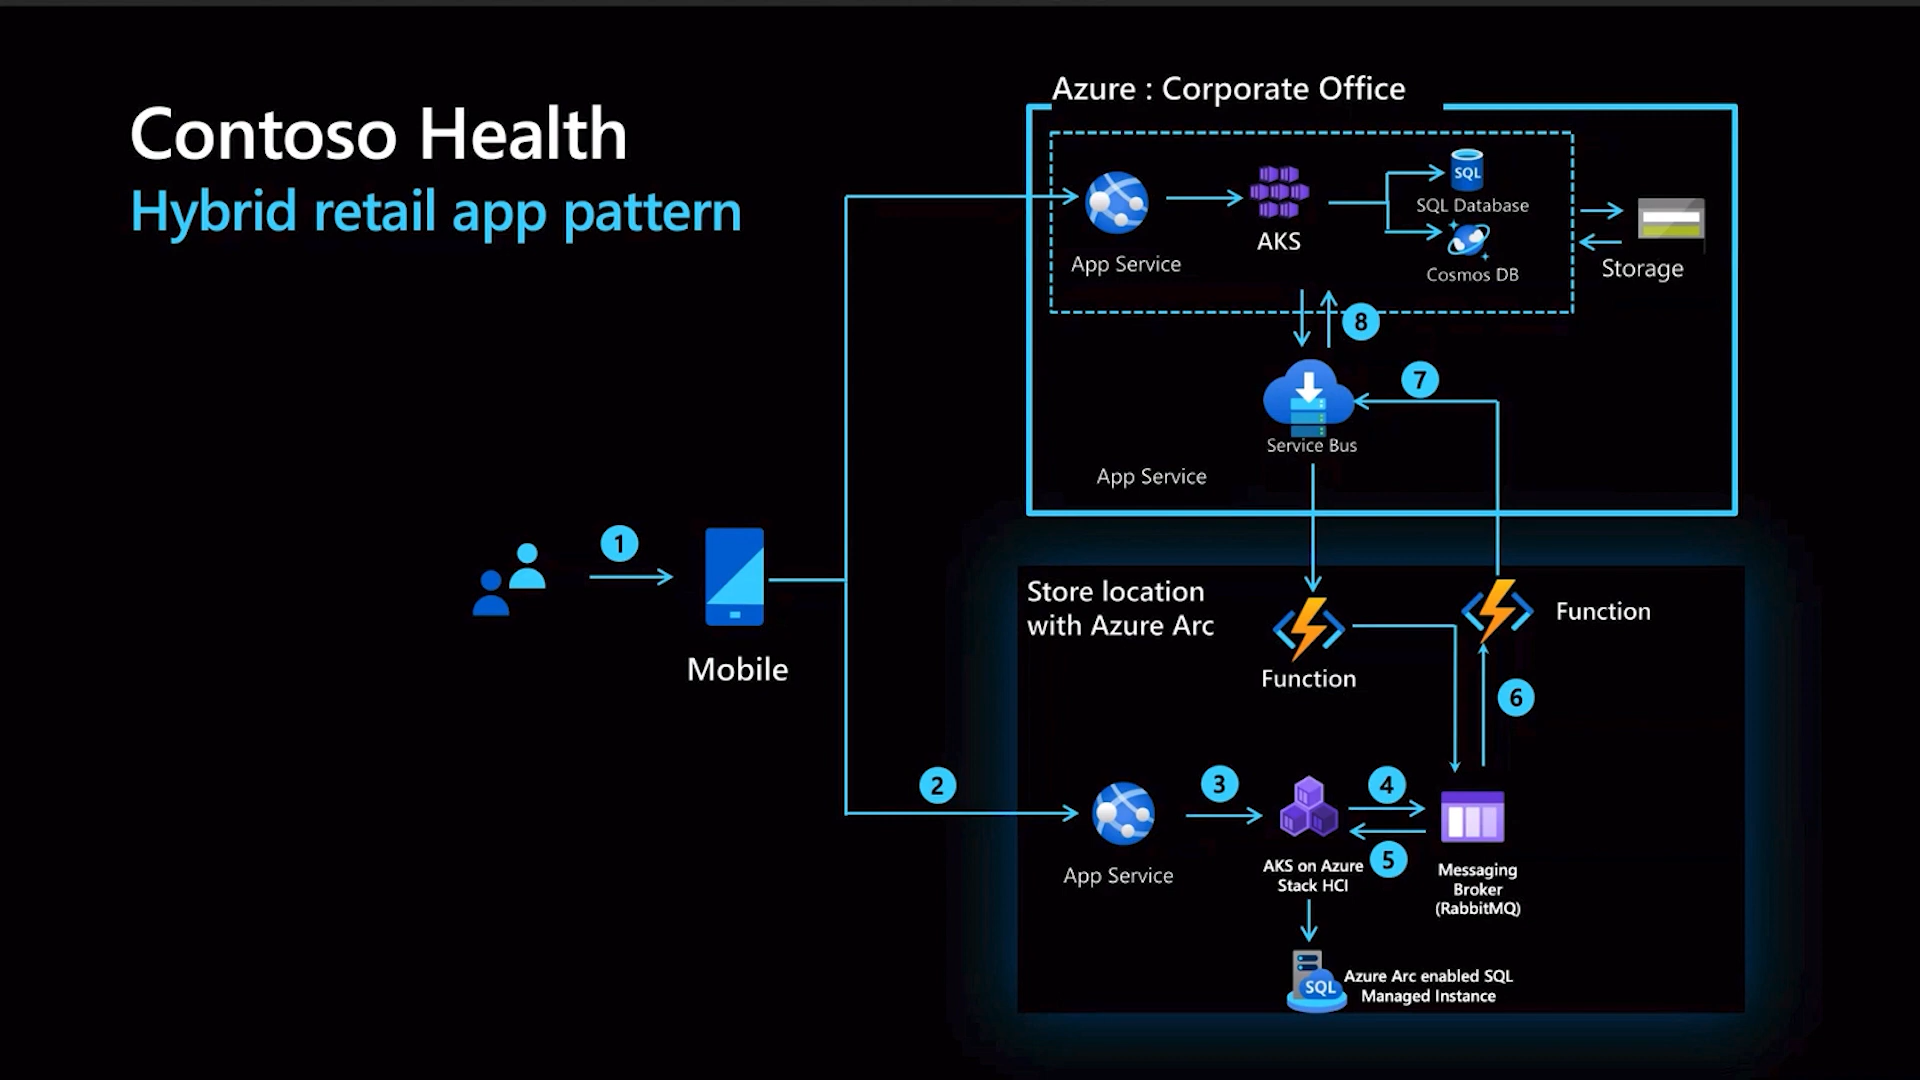 Contoso Health
Hybrid retail app pattern
Azure : Corporate Office
App Service
AKS
SQL
SQL Database
Cosmos DB
Storage
8
7
Service Bus
App Service
1
Mobile
Store location
with Azure Arc
Function
Function
6
2
3
4
5
App Service
AKS on Azure
Stack HCI
Messaging
Broker
(RabbitMQ)
SQL
Azure Arc enabled SQL
Managed Instance